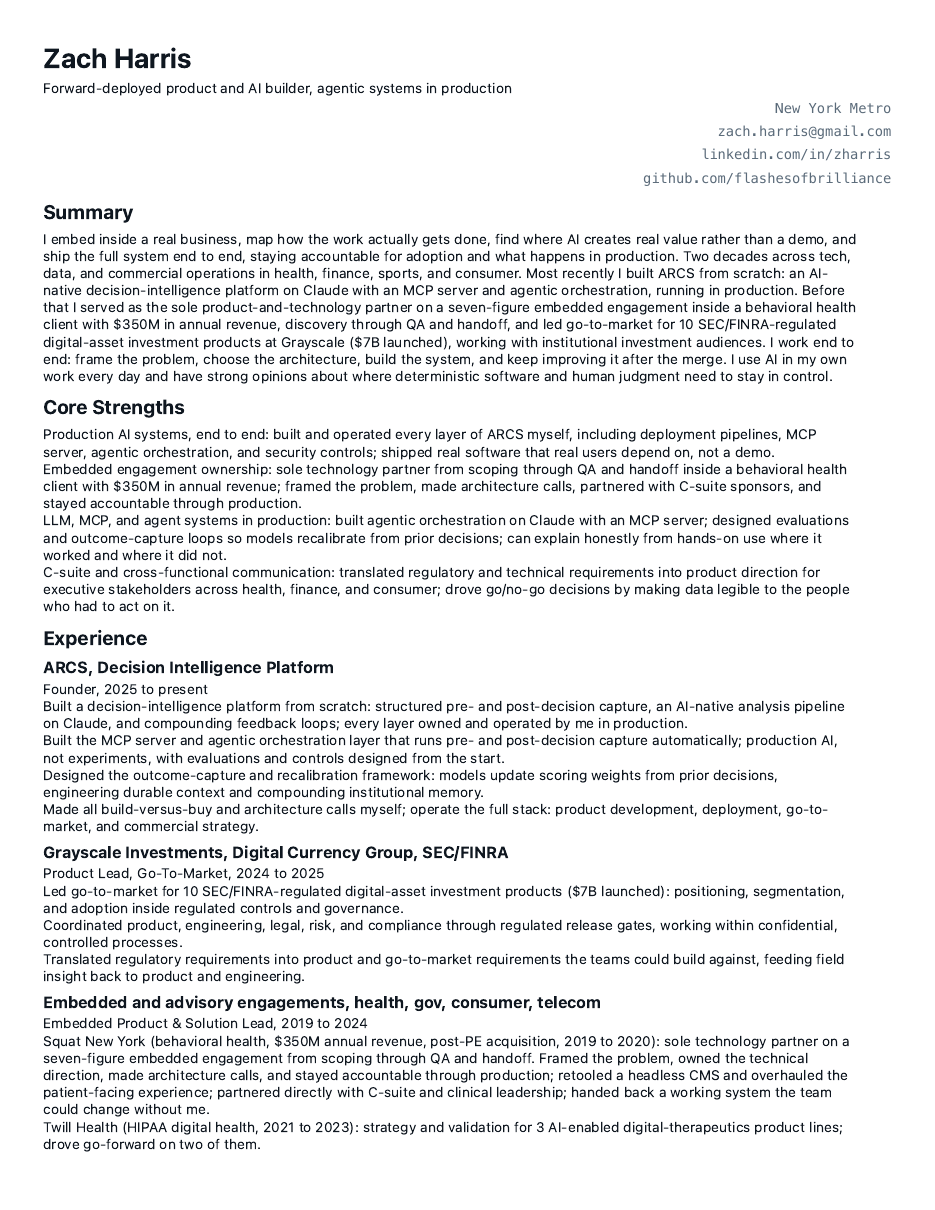 Zach Harris
Forward-deployed product and AI builder, agentic systems in production
New York Metro
zach.harris@gmail.com
linkedin.com/in/zharris
github.com/flashesofbrilliance
Summary
I embed inside a real business, map how the work actually gets done, find where AI creates real value rather than a demo, and
ship the full system end to end, staying accountable for adoption and what happens in production. Two decades across tech,
data, and commercial operations in health, finance, sports, and consumer. Most recently I built ARCS from scratch: an AI-
native decision-intelligence platform on Claude with an MCP server and agentic orchestration, running in production. Before
that I served as the sole product-and-technology partner on a seven-figure embedded engagement inside a behavioral health
client with $350M in annual revenue, discovery through QA and handoff, and led go-to-market for 10 SEC/FINRA-regulated
digital-asset investment products at Grayscale ($7B launched), working with institutional investment audiences. I work end to
end: frame the problem, choose the architecture, build the system, and keep improving it after the merge. I use AI in my own
work every day and have strong opinions about where deterministic software and human judgment need to stay in control.
Core Strengths
Production AI systems, end to end: built and operated every layer of ARCS myself, including deployment pipelines, MCP
server, agentic orchestration, and security controls; shipped real software that real users depend on, not a demo.
Embedded engagement ownership: sole technology partner from scoping through QA and handoff inside a behavioral health
client with $350M in annual revenue; framed the problem, made architecture calls, partnered with C-suite sponsors, and
stayed accountable through production.
LLM, MCP, and agent systems in production: built agentic orchestration on Claude with an MCP server; designed evaluations
and outcome-capture loops so models recalibrate from prior decisions; can explain honestly from hands-on use where it
worked and where it did not.
C-suite and cross-functional communication: translated regulatory and technical requirements into product direction for
executive stakeholders across health, finance, and consumer; drove go/no-go decisions by making data legible to the people
who had to act on it.
Experience
ARCS, Decision Intelligence Platform
Founder, 2025 to present
Built a decision-intelligence platform from scratch: structured pre- and post-decision capture, an AI-native analysis pipeline
on Claude, and compounding feedback loops; every layer owned and operated by me in production.
Built the MCP server and agentic orchestration layer that runs pre- and post-decision capture automatically; production AI,
not experiments, with evaluations and controls designed from the start.
Designed the outcome-capture and recalibration framework: models update scoring weights from prior decisions,
engineering durable context and compounding institutional memory.
Made all build-versus-buy and architecture calls myself; operate the full stack: product development, deployment, go-to-
market, and commercial strategy.
Grayscale Investments, Digital Currency Group, SEC/FINRA
Product Lead, Go-To-Market, 2024 to 2025
Led go-to-market for 10 SEC/FINRA-regulated digital-asset investment products ($7B launched): positioning, segmentation,
and adoption inside regulated controls and governance.
Coordinated product, engineering, legal, risk, and compliance through regulated release gates, working within confidential,
controlled processes.
Translated regulatory requirements into product and go-to-market requirements the teams could build against, feeding field
insight back to product and engineering.
Embedded and advisory engagements, health, gov, consumer, telecom
Embedded Product & Solution Lead, 2019 to 2024
Squat New York (behavioral health, $350M annual revenue, post-PE acquisition, 2019 to 2020): sole technology partner on a
seven-figure embedded engagement from scoping through QA and handoff. Framed the problem, owned the technical
direction, made architecture calls, and stayed accountable through production; retooled a headless CMS and overhauled the
patient-facing experience; partnered directly with C-suite and clinical leadership; handed back a working system the team
could change without me.
Twill Health (HIPAA digital health, 2021 to 2023): strategy and validation for 3 AI-enabled digital-therapeutics product lines;
drove go-forward on two of them.